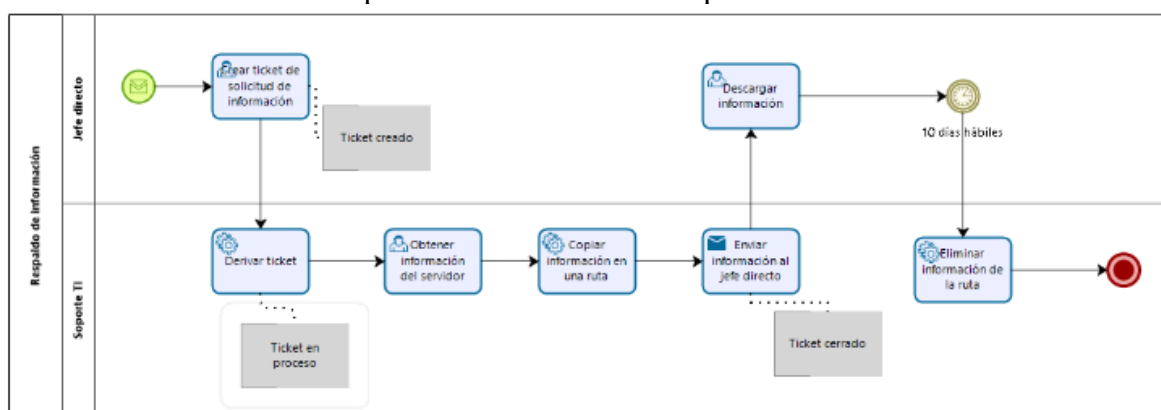 Respaldo de Información
Jefe directo
Crear ticket de
solicitud de
información
Ticket creado
Descargar
información
10 días hábiles
Soporte TI
Derivar ticket
Ticket en
proceso
Obtener
información
del servidor
Copiar
información en
una ruta
Enviar
información al
jefe directo
Ticket cerrado
Eliminar
información de
la ruta